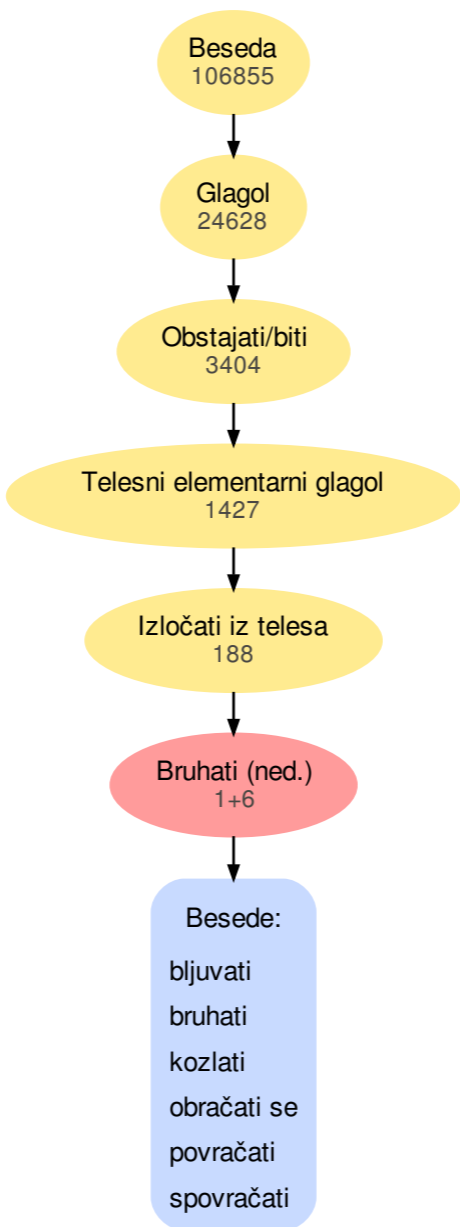 Beseda
106855
Glagol
24628
Obstajati/biti
3404
Telesni elementarni glagol
1427
Izločati iz telesa
188
Bruhati (ned.)
1+6
Besede:
bljuvati
bruhati
kozlati
obračati se
povračati
spovračati